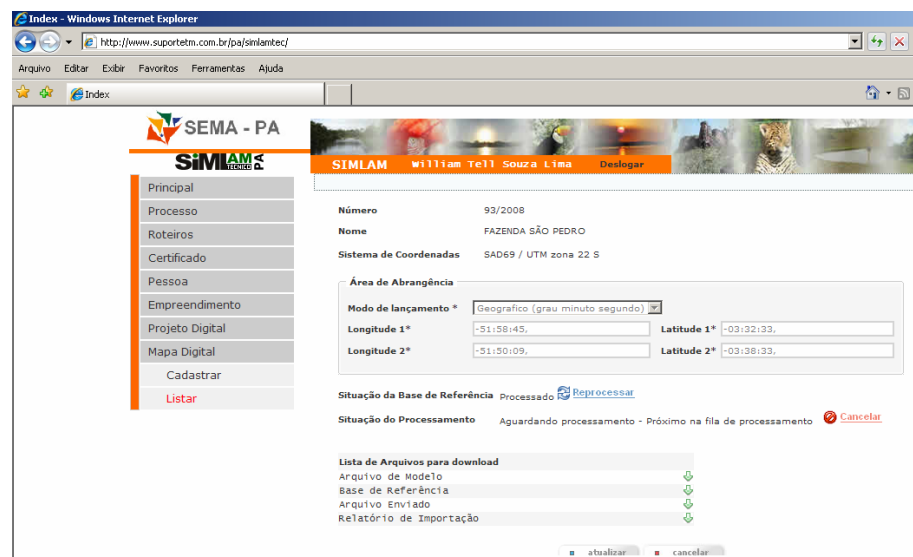 Index - Windows Internet Explorer
http://www.suportetm.com.br/pa/simlamtec/
Arquivo Editar Exibir Favoritos Ferramentas Ajuda
Index
SEMA - PA
SiMLAM TECNICO PA
SIMLAM William Tell Souza Lima Deslogar
Principal
Processo
Roteiros
Certificado
Pessoa
Empreendimento
Projeto Digital
Mapa Digital
Cadastrar
Listar
Número 93/2008
Nome FAZENDA SÃO PEDRO
Sistema de Coordenadas SAD69 / UTM zona 22 S
Área de Abrangência
Modo de lançamento * Geografico (grau minuto segundo)
Longitude 1* -51:58:45, Latitude 1* -03:32:33,
Longitude 2* -51:50:09, Latitude 2* -03:38:33,
Situação da Base de Referência Processado Reprocessar
Situação do Processamento Aguardando processamento - Próximo na fila de processamento Cancelar
Lista de Arquivos para download
Arquivo de Modelo
Base de Referência
Arquivo Enviado
Relatório de Importação
atualizar cancelar